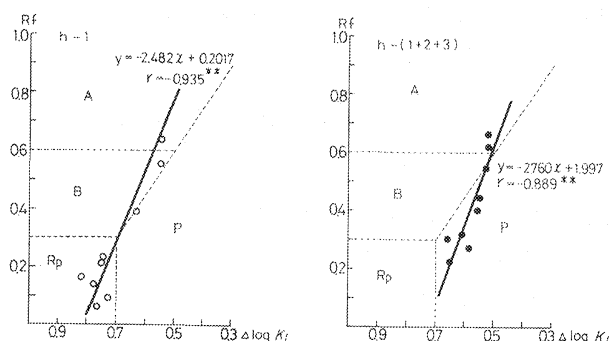 Rf
h-1
1.0
y=-2.482x+0.2017
r=-0.935**
0.8
A
0.6
B
0.4
P
Rp
0.2
0.9 0.7 0.5 0.3
Δ log Kf
Rf
h-(1+2+3)
1.0
0.8
A
0.6
y=-2760x+1.997
r=-0.889**
B
0.4
P
0.2
Rp
0.9 0.7 0.5 0.3
Δ log Kf